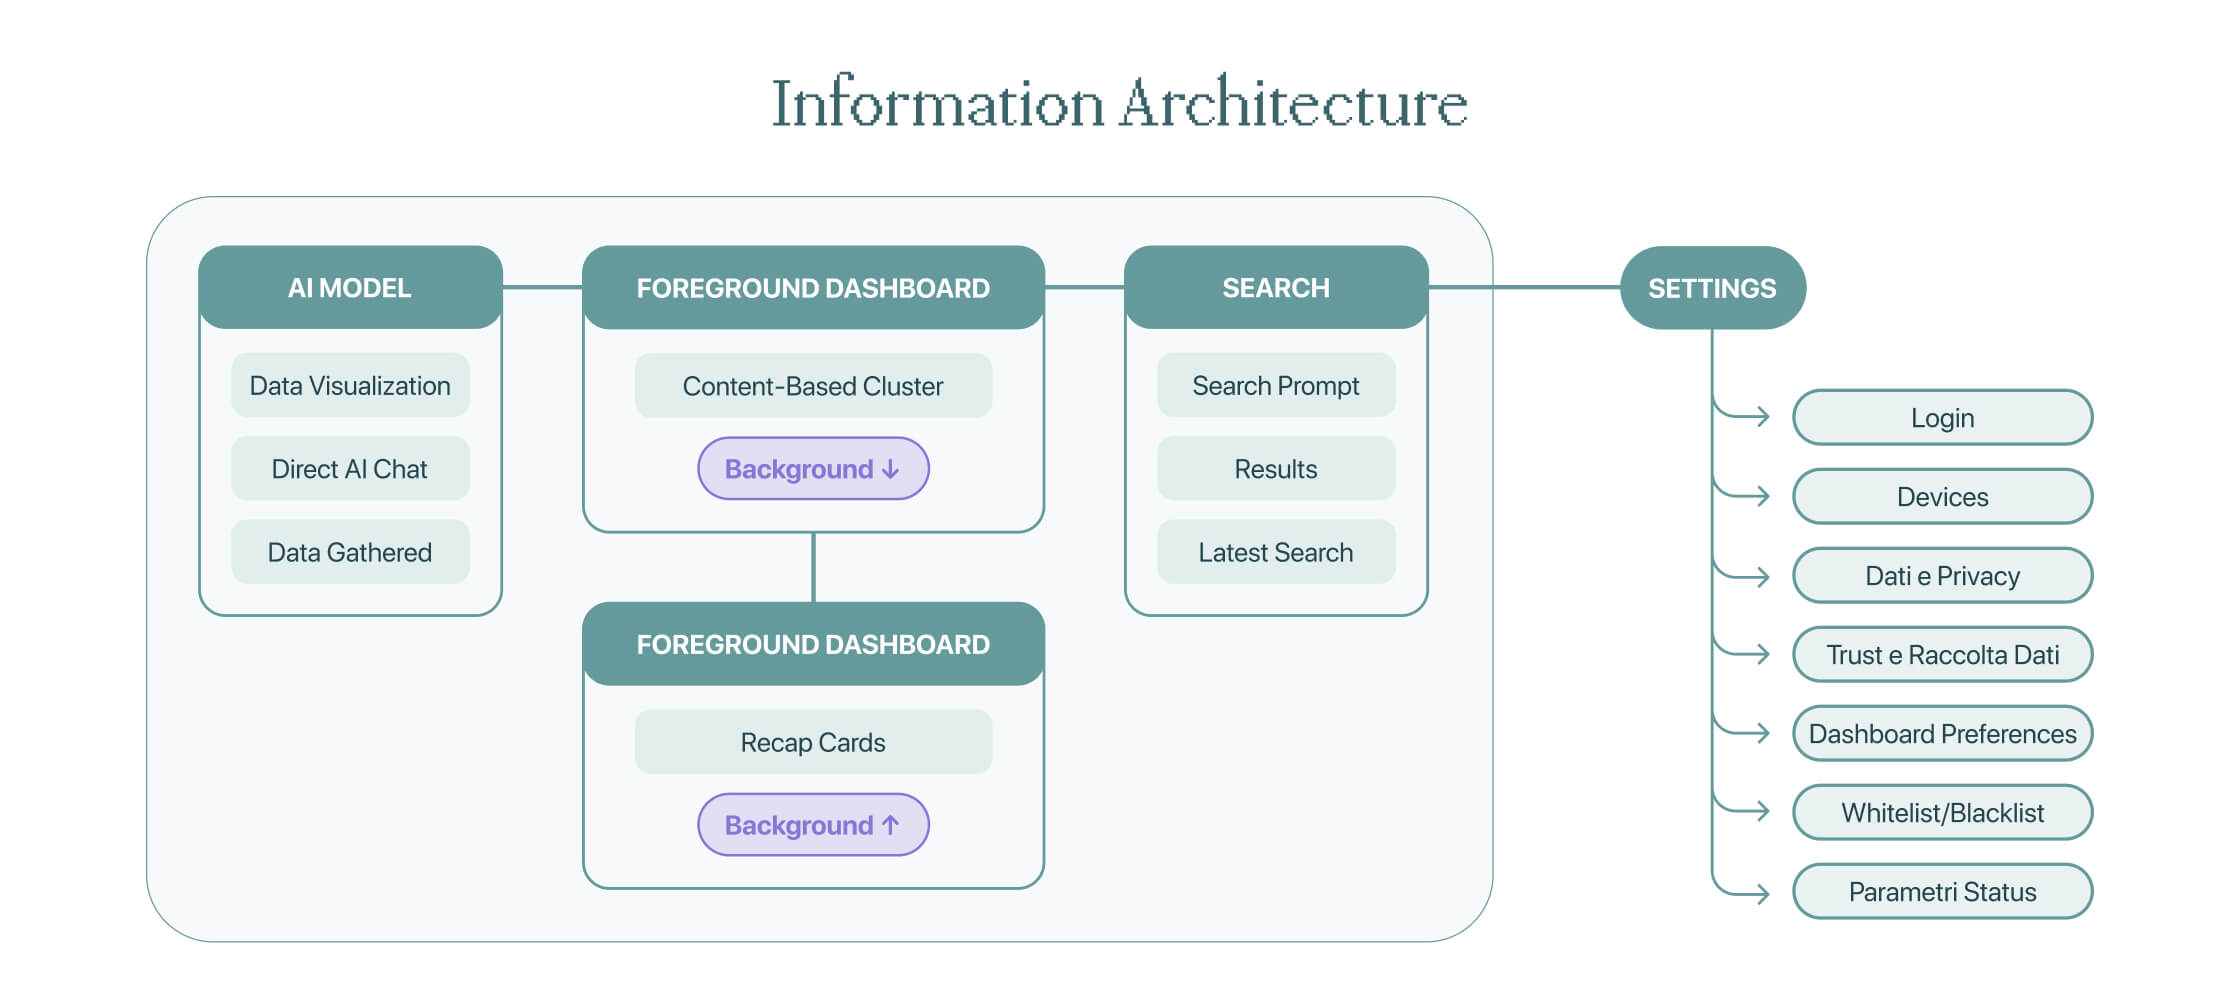 Information Architecture
AI MODEL
Data Visualization
Direct AI Chat
Data Gathered
FOREGROUND DASHBOARD
Content-Based Cluster
Background ↓
FOREGROUND DASHBOARD
Recap Cards
Background ↑
SEARCH
Search Prompt
Results
Latest Search
SETTINGS
Login
Devices
Dati e Privacy
Trust e Raccolta Dati
Dashboard Preferences
Whitelist/Blacklist
Parametri Status